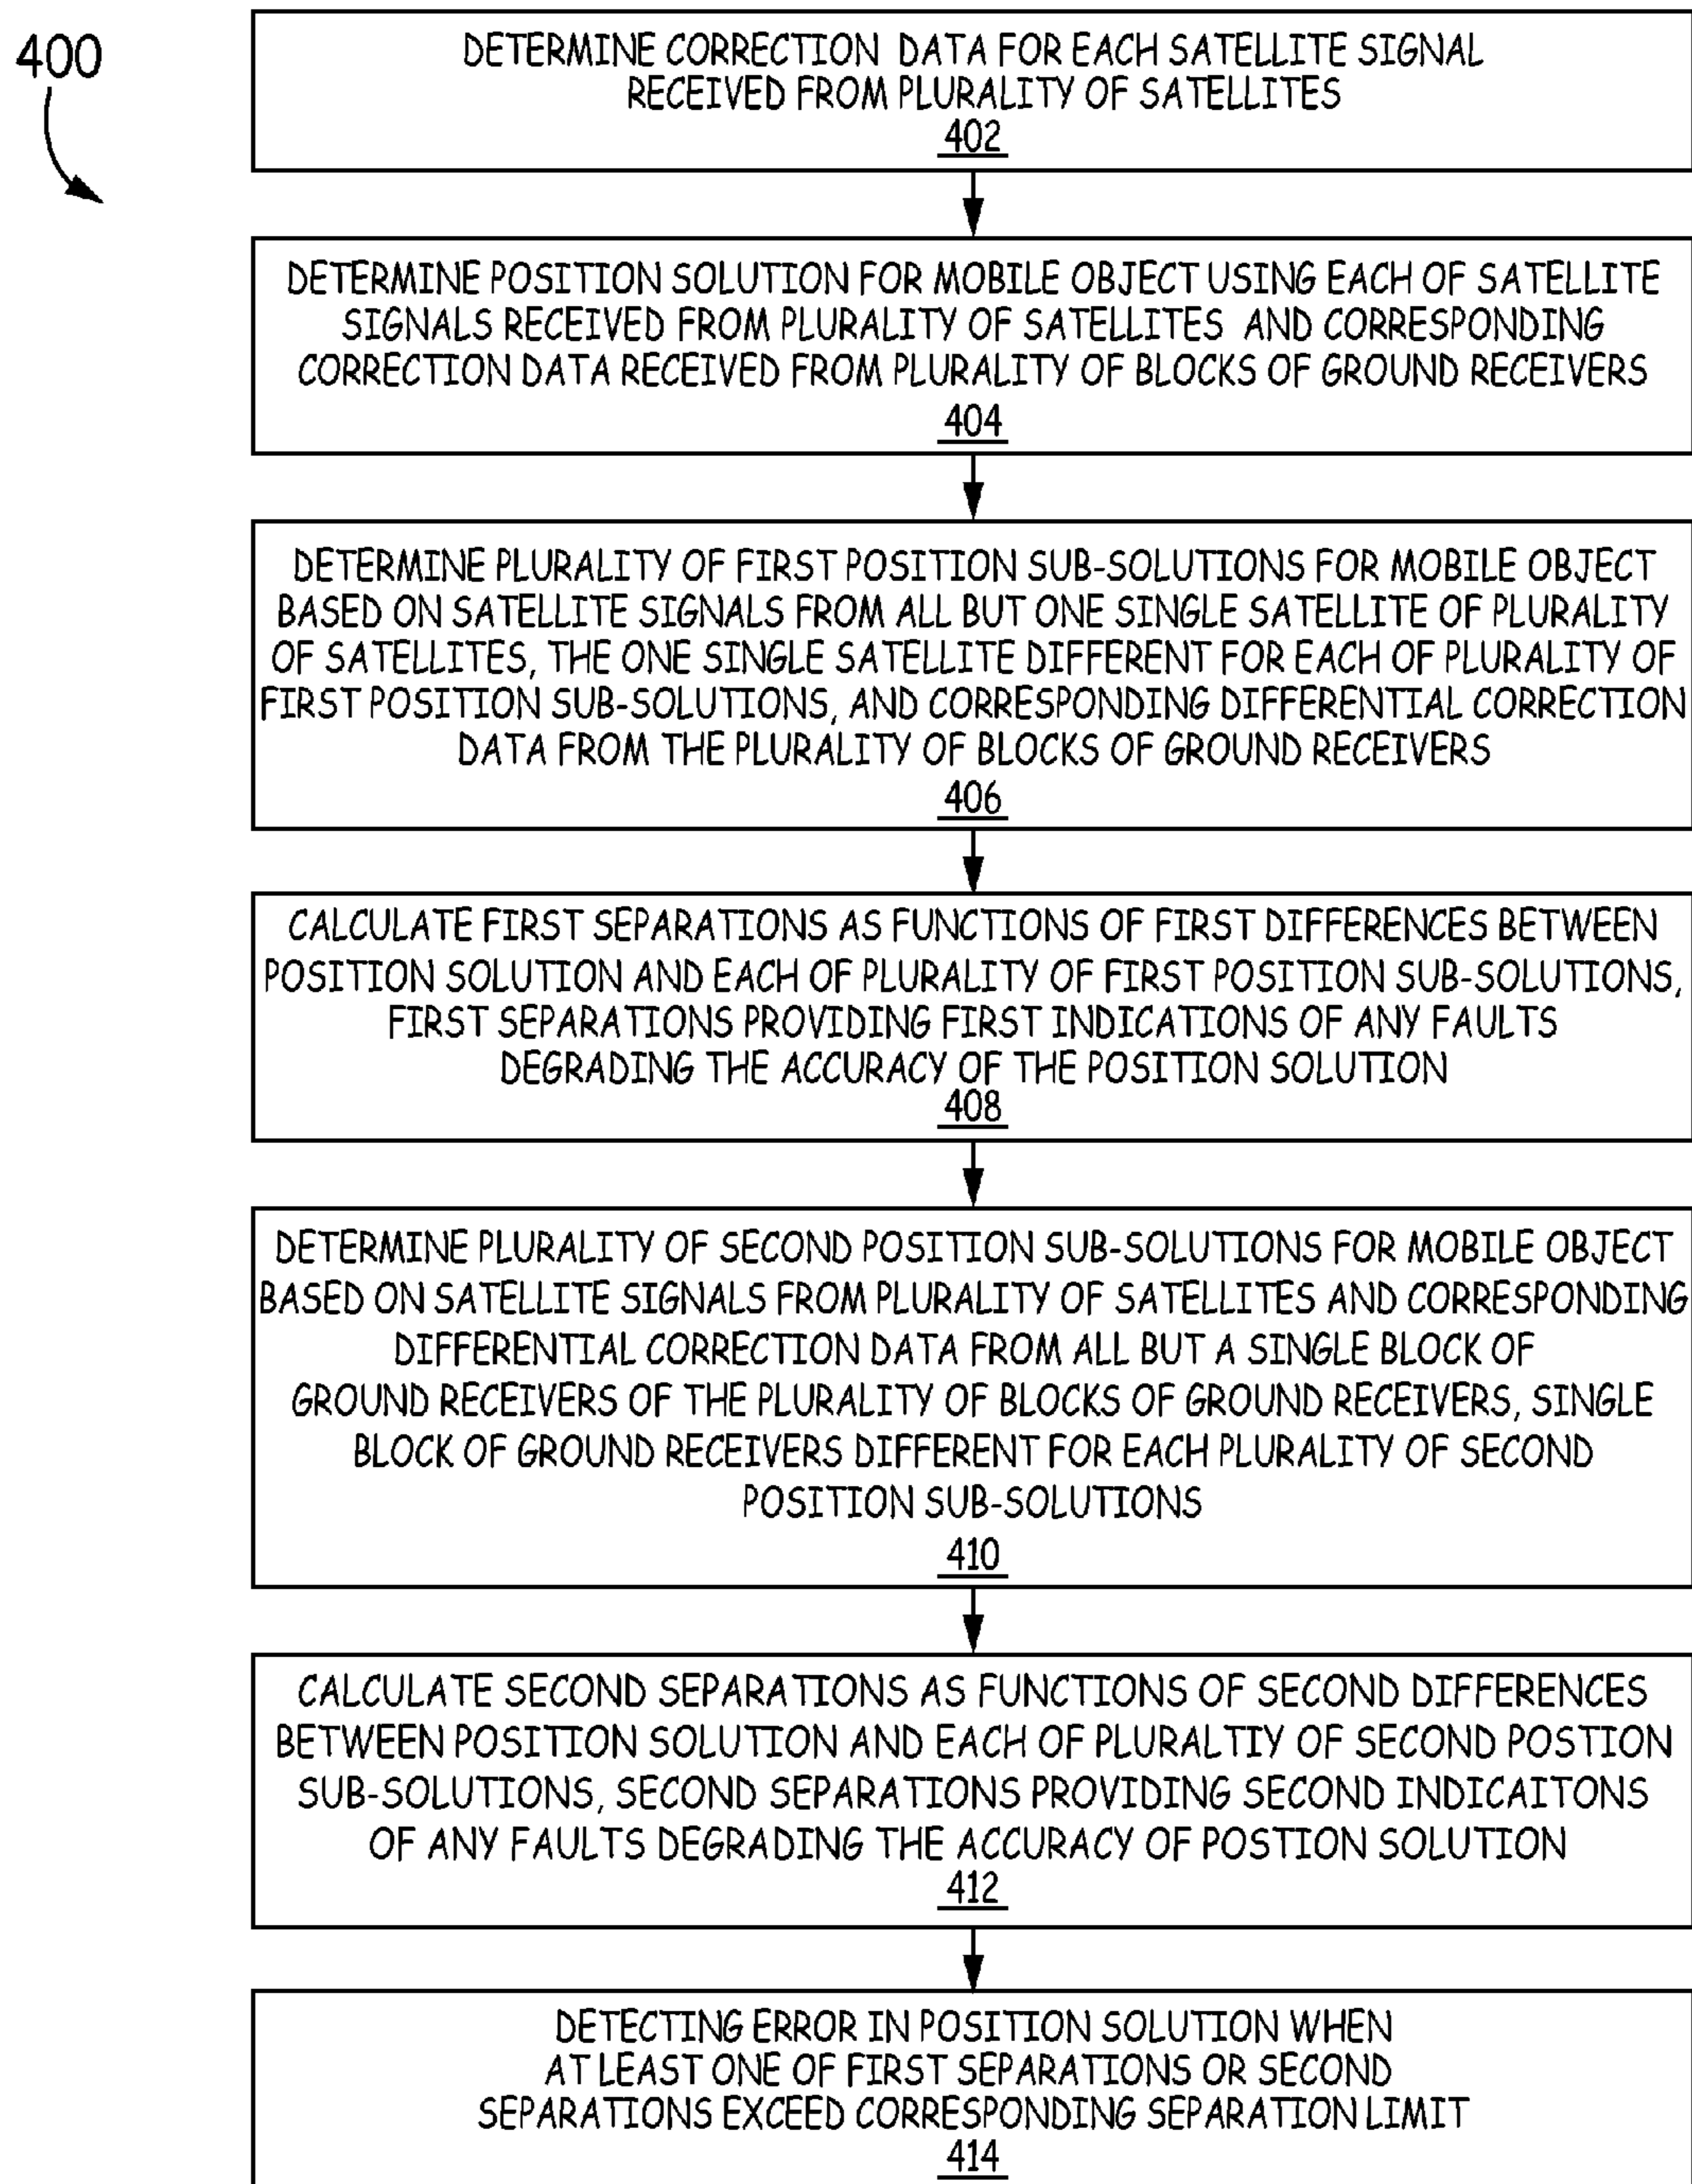 400
DETERMINE CORRECTION DATA FOR EACH SATELLITE SIGNAL
RECEIVED FROM PLURALITY OF SATELLITES
402
DETERMINE POSITION SOLUTION FOR MOBILE OBJECT USING EACH OF SATELLITE
SIGNALS RECEIVED FROM PLURALITY OF SATELLITES AND CORRESPONDING
CORRECTION DATA RECEIVED FROM PLURALITY OF BLOCKS OF GROUND RECEIVERS
404
DETERMINE PLURALITY OF FIRST POSITION SUB-SOLUTIONS FOR MOBILE OBJECT
BASED ON SATELLITE SIGNALS FROM ALL BUT ONE SINGLE SATELLITE OF PLURALITY
OF SATELLITES, THE ONE SINGLE SATELLITE DIFFERENT FOR EACH OF PLURALITY OF
FIRST POSITION SUB-SOLUTIONS, AND CORRESPONDING DIFFERENTIAL CORRECTION
DATA FROM THE PLURALITY OF BLOCKS OF GROUND RECEIVERS
406
CALCULATE FIRST SEPARATIONS AS FUNCTIONS OF FIRST DIFFERENCES BETWEEN
POSITION SOLUTION AND EACH OF PLURALITY OF FIRST POSITION SUB-SOLUTIONS,
FIRST SEPARATIONS PROVIDING FIRST INDICATIONS OF ANY FAULTS
DEGRADING THE ACCURACY OF THE POSITION SOLUTION
408
DETERMINE PLURALITY OF SECOND POSITION SUB-SOLUTIONS FOR MOBILE OBJECT
BASED ON SATELLITE SIGNALS FROM PLURALITY OF SATELLITES AND CORRESPONDING
DIFFERENTIAL CORRECTION DATA FROM ALL BUT A SINGLE BLOCK OF
GROUND RECEIVERS OF THE PLURALITY OF BLOCKS OF GROUND RECEIVERS, SINGLE
BLOCK OF GROUND RECEIVERS DIFFERENT FOR EACH PLURALITY OF SECOND
POSITION SUB-SOLUTIONS
410
CALCULATE SECOND SEPARATIONS AS FUNCTIONS OF SECOND DIFFERENCES
BETWEEN POSITION SOLUTION AND EACH OF PLURALTIY OF SECOND POSTION
SUB-SOLUTIONS, SECOND SEPARATIONS PROVIDING SECOND INDICAITONS
OF ANY FAULTS DEGRADING THE ACCURACY OF POSTION SOLUTION
412
DETECTING ERROR IN POSITION SOLUTION WHEN
AT LEAST ONE OF FIRST SEPARATIONS OR SECOND
SEPARATIONS EXCEED CORRESPONDING SEPARATION LIMIT
414